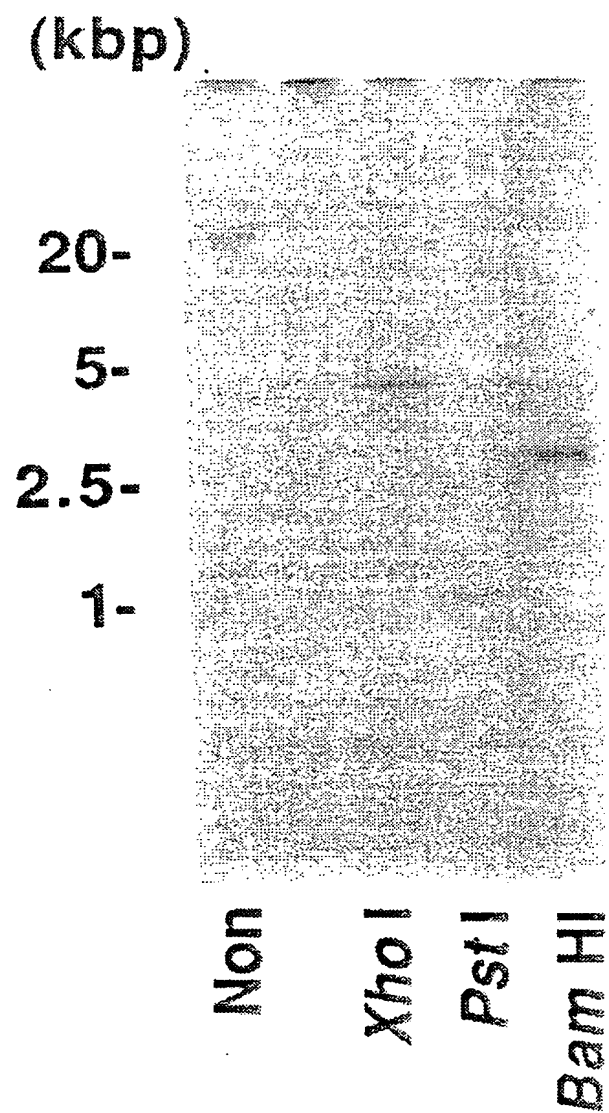 (kbp)
20-
5-
2.5-
1-
Non
Xho I
Pst I
Bam HI